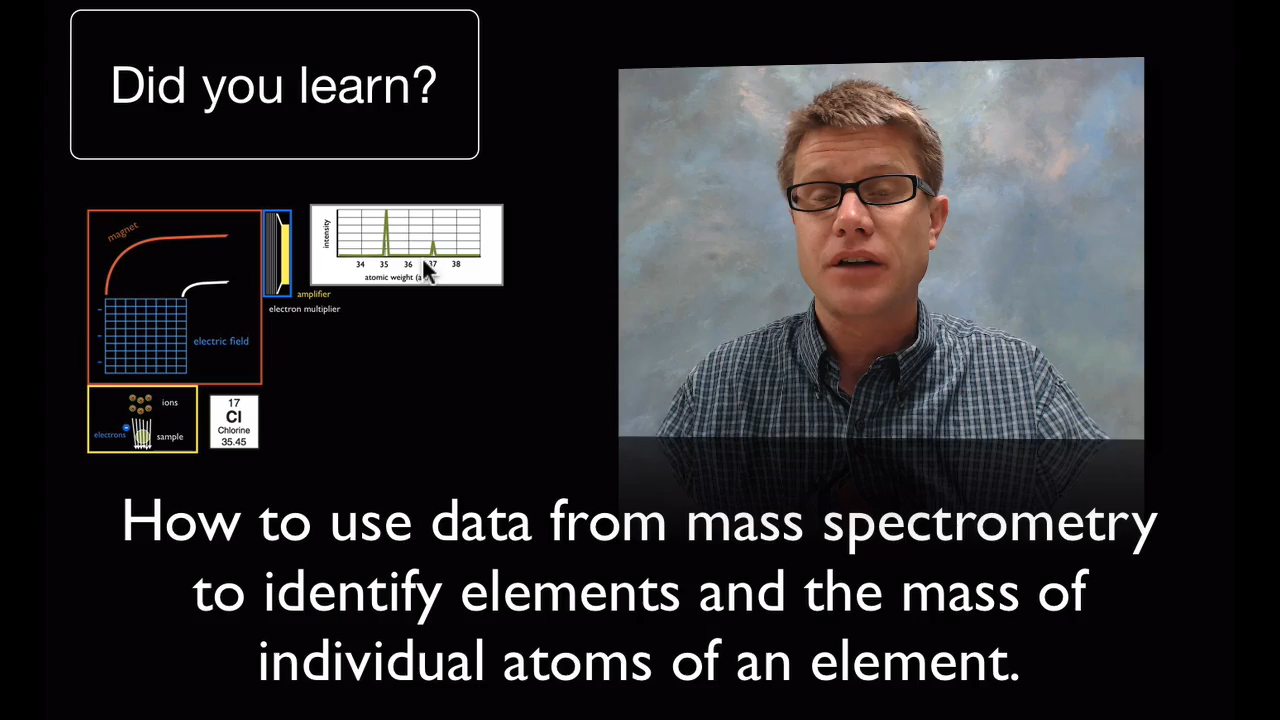 Did you learn?
magnet
intensity
34 35 36 37 38
atomic weight (a
amplifier
electron multiplier
electric field
ions
electrons
sample
17
Cl
Chlorine
35.45
How to use data from mass spectrometry
to identify elements and the mass of
individual atoms of an element.